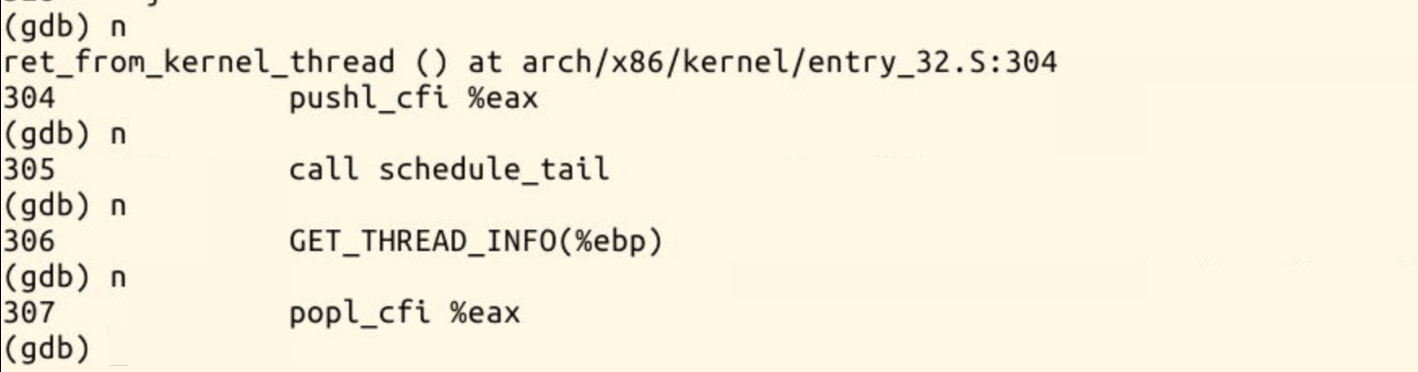 (gdb) n
ret_from_kernel_thread () at arch/x86/kernel/entry_32.S:304
304 pushl_cfi %eax
(gdb) n
305 call schedule_tail
(gdb) n
306 GET_THREAD_INFO(%ebp)
(gdb) n
307 popl_cfi %eax
(gdb)